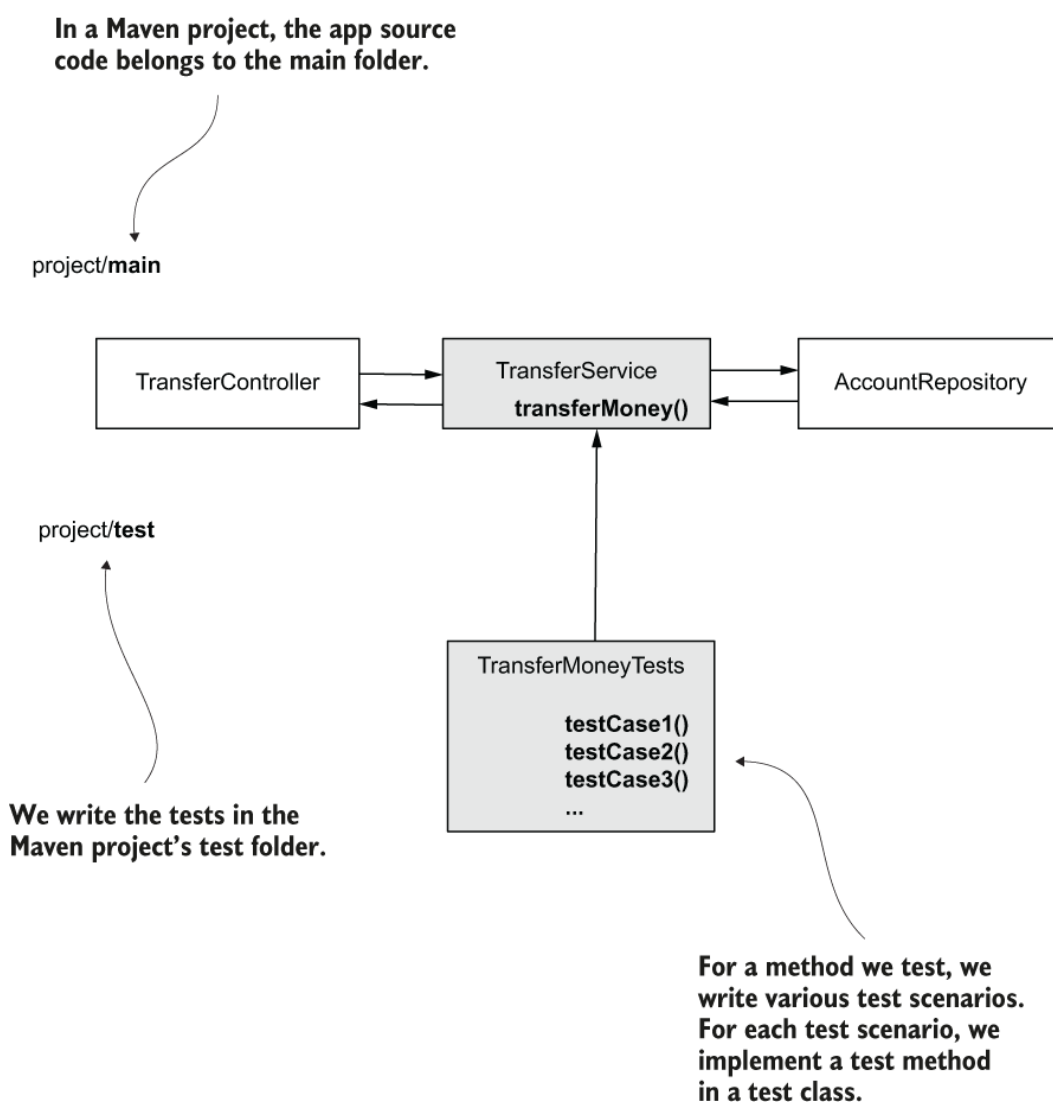 In a Maven project, the app source
code belongs to the main folder.
project/main
TransferController
TransferService
transferMoney()
AccountRepository
project/test
TransferMoneyTests
testCase1()
testCase2()
testCase3()
...
We write the tests in the
Maven project’s test folder.
For a method we test, we
write various test scenarios.
For each test scenario, we
implement a test method
in a test class.